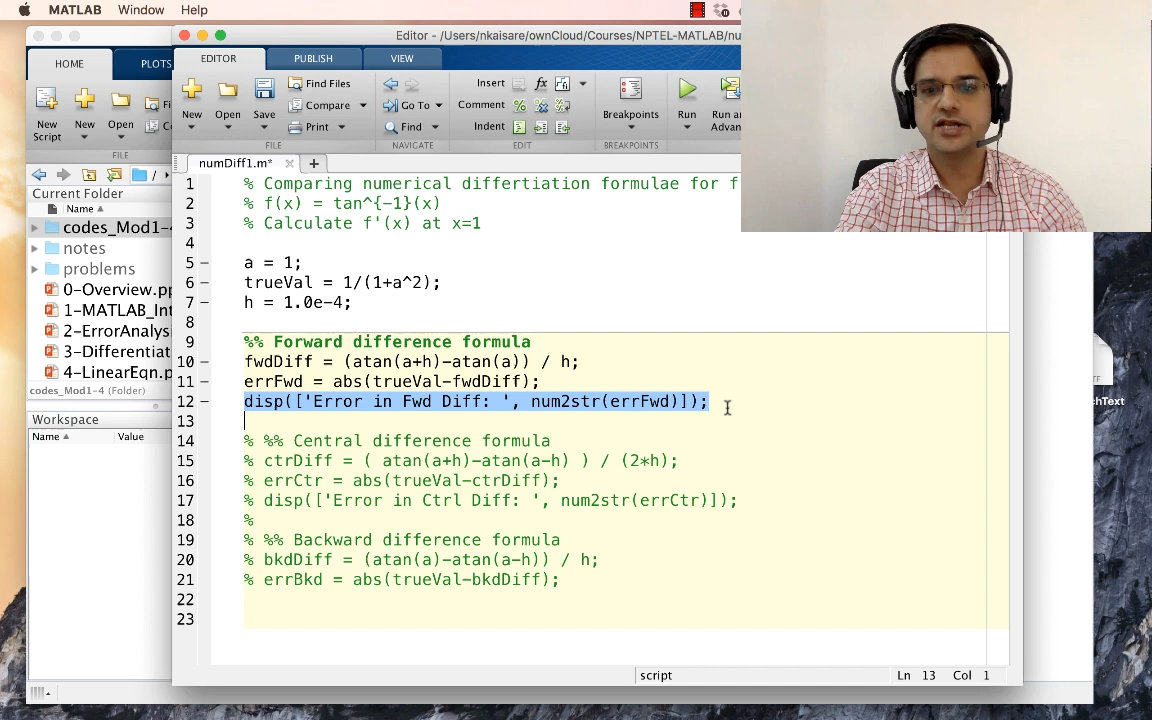 MATLAB Window Help
Editor - /Users/nkaisare/ownCloud/Courses/NPTEL-MATLAB/nu
HOME PLOTS
EDITOR PUBLISH VIEW
New Script
New
Open
FILE
New
Open
Save
Find Files
Compare
Print
FILE
Go To
Find
NAVIGATE
Insert
Comment
Indent
EDIT
Breakpoints
BREAKPOINTS
Run
Run an
Advan
numDiff1.m*
Current Folder
Name
codes_Mod1-4
notes
problems
0-Overview.pp
1-MATLAB_Int
2-ErrorAnalys
3-Differentiat
4-LinearEqn.p
codes_Mod1-4 (Folder)
Workspace
Name Value
1 % Comparing numerical differtiation formulae for f
2 % f(x) = tan^{-1}(x)
3 % Calculate f'(x) at x=1
4
5 a = 1;
6 trueVal = 1/(1+a^2);
7 h = 1.0e-4;
8
9 %% Forward difference formula
10 fwdDiff = (atan(a+h)-atan(a)) / h;
11 errFwd = abs(trueVal-fwdDiff);
12 disp(['Error in Fwd Diff: ', num2str(errFwd)]);
13
14 % %% Central difference formula
15 % ctrDiff = ( atan(a+h)-atan(a-h) ) / (2*h);
16 % errCtr = abs(trueVal-ctrDiff);
17 % disp(['Error in Ctrl Diff: ', num2str(errCtr)]);
18 %
19 % %% Backward difference formula
20 % bkdDiff = (atan(a)-atan(a-h)) / h;
21 % errBkd = abs(trueVal-bkdDiff);
22
23
script Ln 13 Col 1
chText